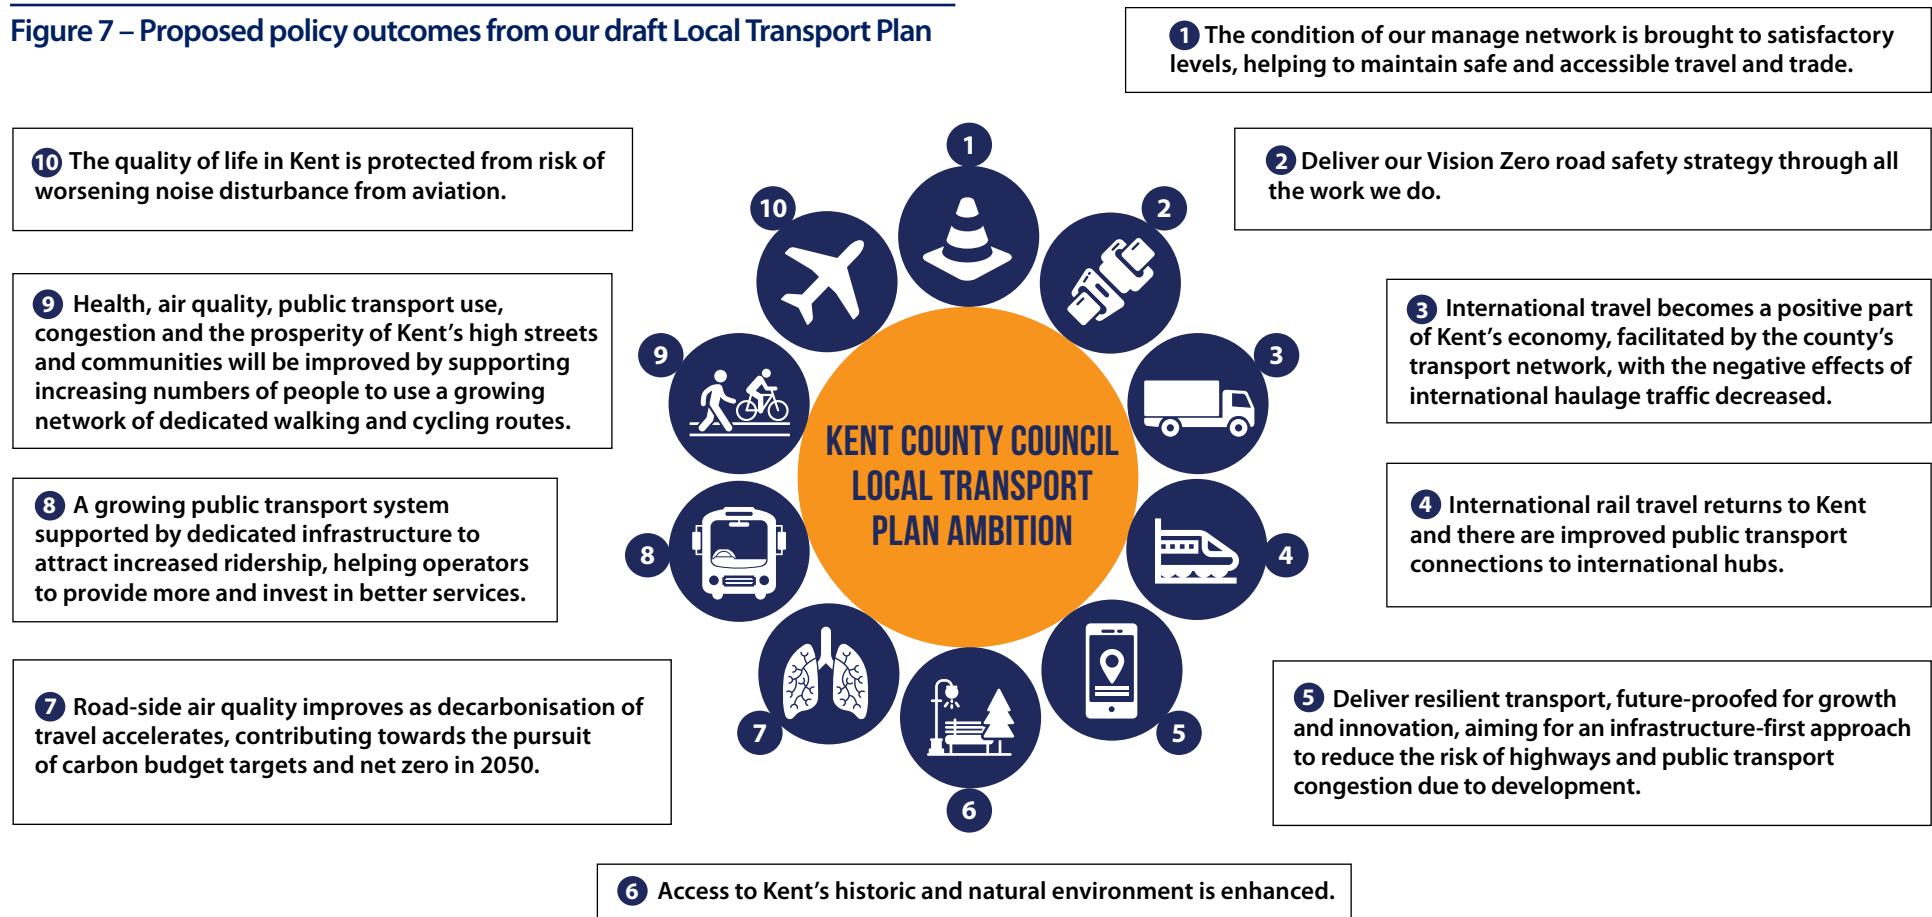 Figure 7 – Proposed policy outcomes from our draft Local Transport Plan
1 The condition of our manage network is brought to satisfactory
levels, helping to maintain safe and accessible travel and trade.
2 Deliver our Vision Zero road safety strategy through all
the work we do.
3 International travel becomes a positive part
of Kent's economy, facilitated by the county's
transport network, with the negative effects of
international haulage traffic decreased.
4 International rail travel returns to Kent
and there are improved public transport
connections to international hubs.
5 Deliver resilient transport, future-proofed for growth
and innovation, aiming for an infrastructure-first approach
to reduce the risk of highways and public transport
congestion due to development.
6 Access to Kent's historic and natural environment is enhanced.
7 Road-side air quality improves as decarbonisation of
travel accelerates, contributing towards the pursuit
of carbon budget targets and net zero in 2050.
8 A growing public transport system
supported by dedicated infrastructure to
attract increased ridership, helping operators
to provide more and invest in better services.
9 Health, air quality, public transport use,
congestion and the prosperity of Kent's high streets
and communities will be improved by supporting
increasing numbers of people to use a growing
network of dedicated walking and cycling routes.
10 The quality of life in Kent is protected from risk of
worsening noise disturbance from aviation.
KENT COUNTY COUNCIL
LOCAL TRANSPORT
PLAN AMBITION
1
2
3
4
5
6
7
8
9
10